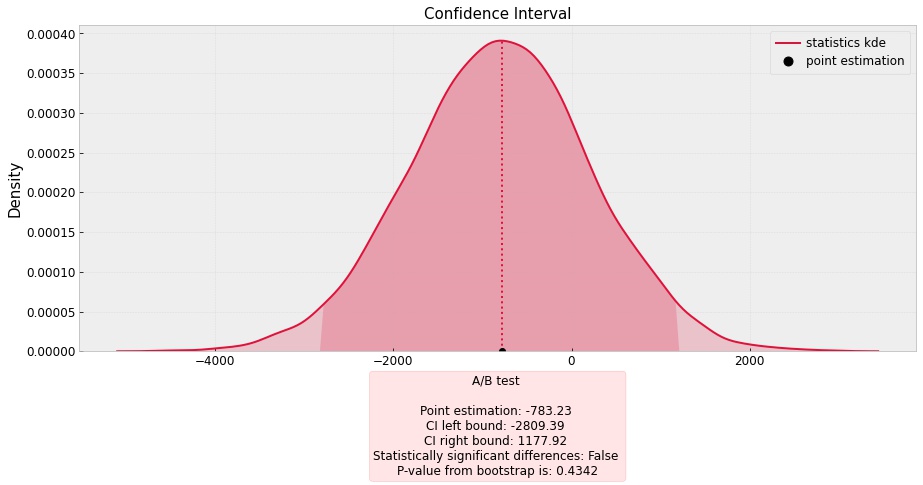 Confidence Interval
0.00040
0.00035
0.00030
0.00025
0.00020
0.00015
0.00010
0.00005
0.00000
Density
statistics kde
point estimation
−4000
−2000
0
2000
A/B test
Point estimation: -783.23
CI left bound: -2809.39
CI right bound: 1177.92
Statistically significant differences: False
P-value from bootstrap is: 0.4342